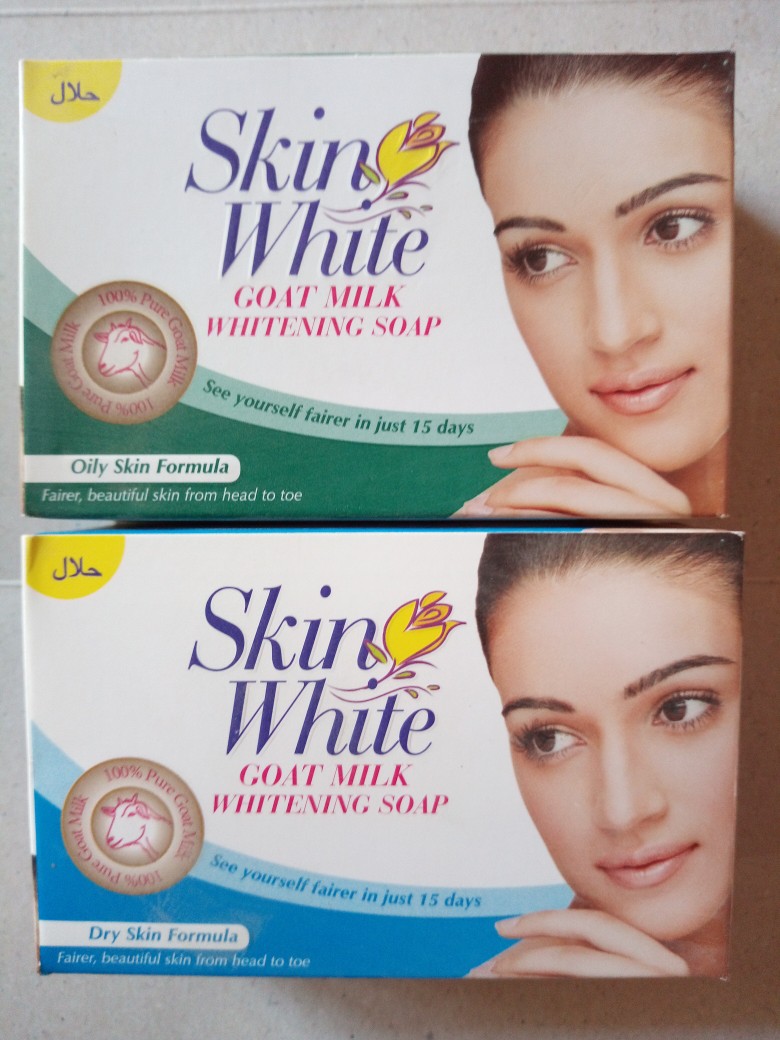 حلال
Skin
White
GOAT MILK
WHITENING SOAP
100% Pure Goat Milk
100% Pure Goat Milk
See yourself fairer in just 15 days
Oily Skin Formula
Fairer, beautiful skin from head to toe
حلال
Skin
White
GOAT MILK
WHITENING SOAP
100% Pure Goat Milk
100% Pure Goat Milk
See yourself fairer in just 15 days
Dry Skin Formula
Fairer, beautiful skin from head to toe